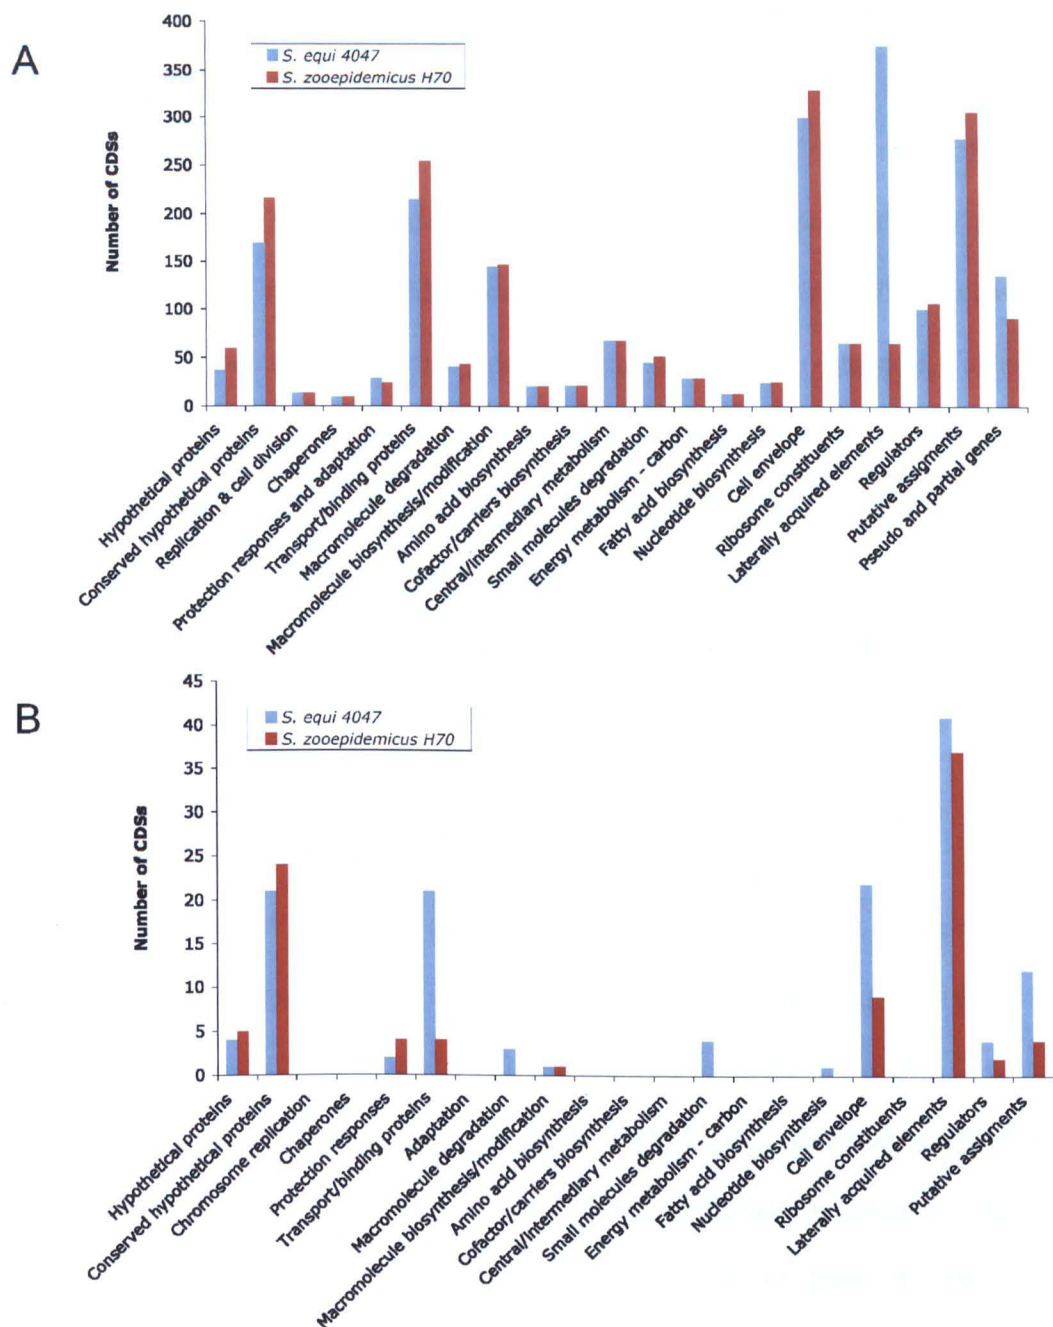 A
400
350
300
250
200
150
100
50
0
Number of CDSs
S. equi 4047
S. zooepidemicus H70
Hypothetical proteins
Conserved hypothetical proteins
Replication & cell division
Chaperones
Protection responses and adaptation
Transport/binding proteins
Macromolecule degradation
Macromolecule biosynthesis/modification
Amino acid biosynthesis
Cofactor/carriers biosynthesis
Central/Intermediary metabolism
Small molecules degradation
Energy metabolism - carbon
Fatty acid biosynthesis
Nucleotide biosynthesis
Cell envelope
Ribosome constituents
Laterally acquired elements
Regulators
Putative assigments
Pseudo and partial genes
B
45
40
35
30
25
20
15
10
5
0
Number of CDSs
S. equi 4047
S. zooepidemicus H70
Hypothetical proteins
Conserved hypothetical proteins
Chromosome replication
Chaperones
Protection responses
Transport/binding proteins
Adaptation
Macromolecule degradation
Macromolecule biosynthesis/modification
Amino acid biosynthesis
Cofactor/carriers biosynthesis
Central/Intermediary metabolism
Small molecules degradation
Energy metabolism - carbon
Fatty acid biosynthesis
Nucleotide biosynthesis
Cell envelope
Ribosome constituents
Laterally acquired elements
Regulators
Putative assigments